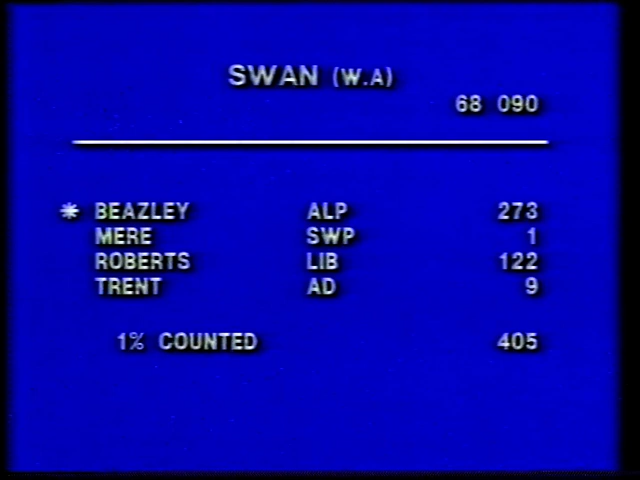 SWAN (W.A)
68 090
* BEAZLEY ALP 273
MERE SWP 1
ROBERTS LIB 122
TRENT AD 9
1% COUNTED 405